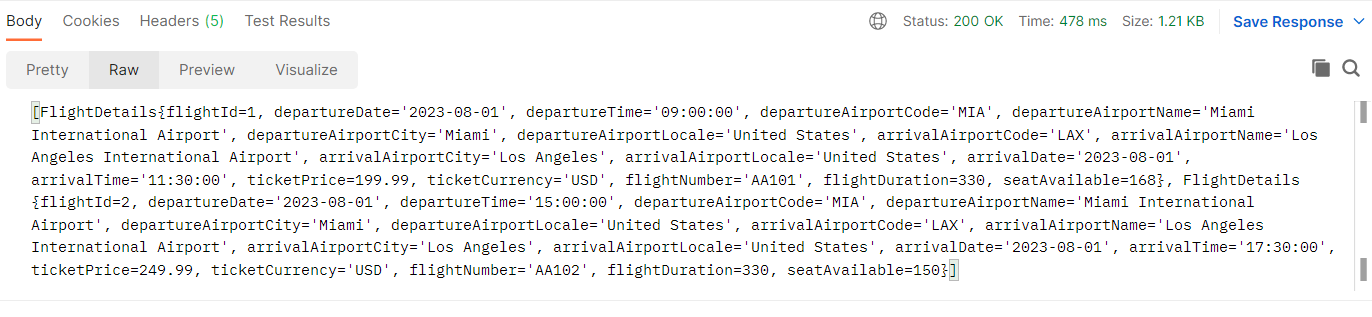 Body Cookies Headers (5) Test Results Status: 200 OK Time: 478 ms Size: 1.21 KB Save Response
Pretty Raw Preview Visualize
[FlightDetails{flightId=1, departureDate='2023-08-01', departureTime='09:00:00', departureAirportCode='MIA', departureAirportName='Miami
International Airport', departureAirportCity='Miami', departureAirportLocale='United States', arrivalAirportCode='LAX', arrivalAirportName='Los
Angeles International Airport', arrivalAirportCity='Los Angeles', arrivalAirportLocale='United States', arrivalDate='2023-08-01',
arrivalTime='11:30:00', ticketPrice=199.99, ticketCurrency='USD', flightNumber='AA101', flightDuration=330, seatAvailable=168}, FlightDetails
{flightId=2, departureDate='2023-08-01', departureTime='15:00:00', departureAirportCode='MIA', departureAirportName='Miami International
Airport', departureAirportCity='Miami', departureAirportLocale='United States', arrivalAirportCode='LAX', arrivalAirportName='Los Angeles
International Airport', arrivalAirportCity='Los Angeles', arrivalAirportLocale='United States', arrivalDate='2023-08-01', arrivalTime='17:30:00',
ticketPrice=249.99, ticketCurrency='USD', flightNumber='AA102', flightDuration=330, seatAvailable=150}]